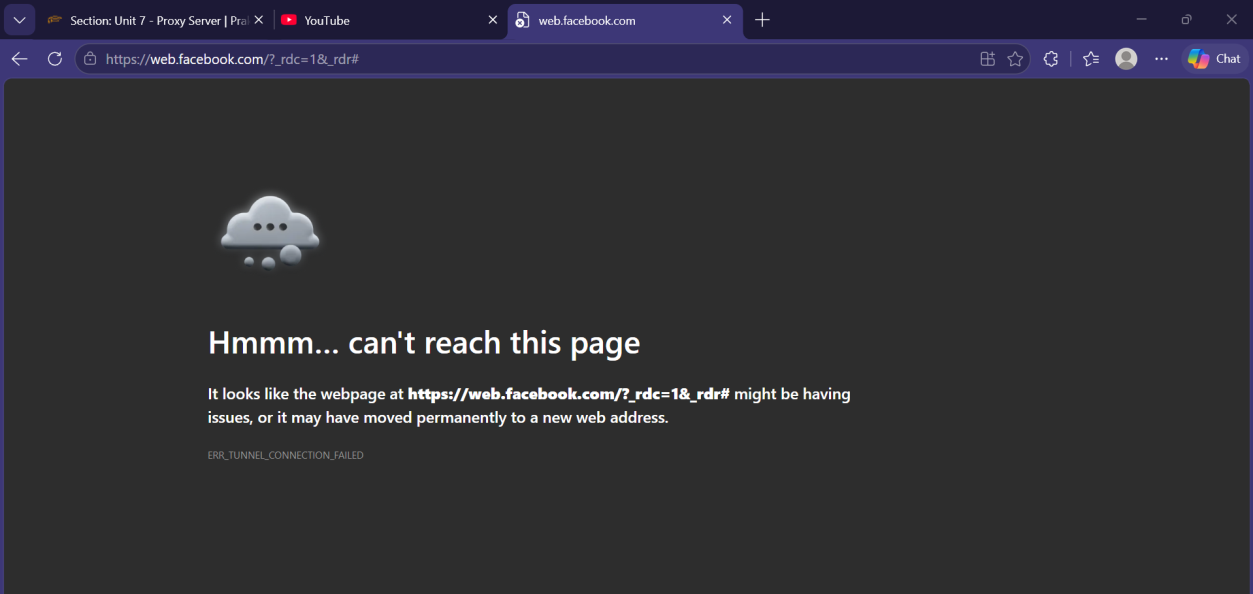 Section: Unit 7 - Proxy Server | Pra
YouTube
web.facebook.com
https://web.facebook.com/?_rdc=1&_rdr#
Chat
Hmmm... can't reach this page
It looks like the webpage at https://web.facebook.com/?_rdc=1&_rdr# might be having
issues, or it may have moved permanently to a new web address.
ERR_TUNNEL_CONNECTION_FAILED